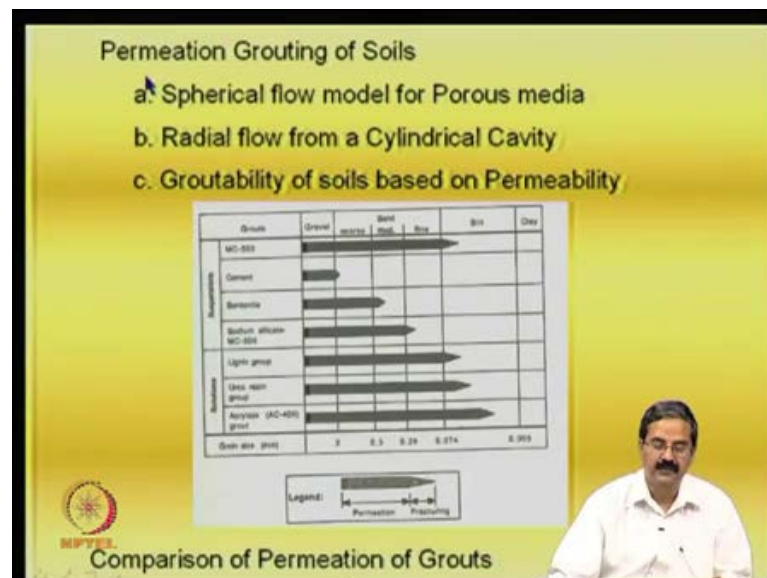 Permeation Grouting of Soils
a. Spherical flow model for Porous media
b. Radial flow from a Cylindrical Cavity
c. Groutability of soils based on Permeability
Grouts Gravel Sand Silt Clay
coarse Med. Fine
Suspensions
MC-500
Cement
Bentonite
Sodium silicate-
MC-500
Solutions
Lignin group
Urea resin
group
Acrylate (AC-400)
grout
Grain size (mm) 2 0.5 0.074 0.005
Legend:
Permeation Fracturing
NPTEL
Comparison of Permeation of Grouts